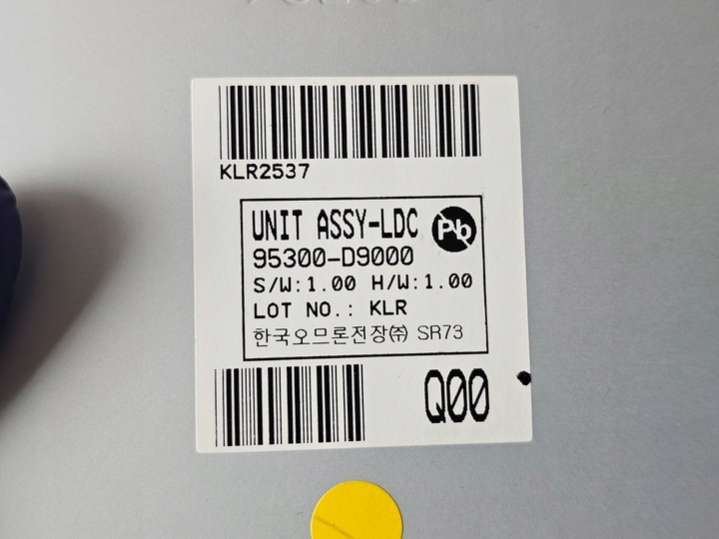 KLR2537
UNIT ASSY-LDC Pb
95300-D9000
S/W:1.00 H/W:1.00
LOT NO.: KLR
한국오므론전장㈜ SR73
Q00